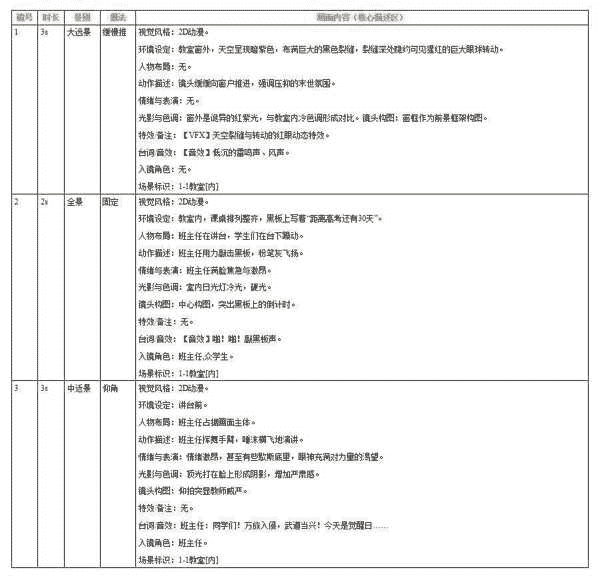 编号 时长 景别 摄法 画面内容（核心描述区）
1 3s 大远景 缓慢推 视觉风格：2D动漫。
环境设定：教室窗外，天空呈现暗紫色，布满巨大的黑色裂缝，裂缝深处隐约可见猩红的巨大眼球转动。
人物布局：无。
动作描述：镜头缓缓向窗户推进，强调压抑的末世氛围。
情绪与表演：无。
光影与色调：窗外是诡异的红紫光，与教室内冷色调形成对比。镜头构图：窗框作为前景框架构图。
特效/备注：【VFX】天空裂缝与转动的红眼动态特效。
台词/音效：【音效】低沉的雷鸣声、风声。
入镜角色：无。
场景标识：1-1教室[内]
2 2s 全景 固定 视觉风格：2D动漫。
环境设定：教室内，课桌排列整齐，黑板上写着“距离高考还有30天”。
人物布局：班主任在讲台，学生们在台下躁动。
动作描述：班主任用力敲击黑板，粉笔灰飞扬。
情绪与表演：班主任满脸焦急与激昂。
光影与色调：室内日光灯冷光，硬光。
镜头构图：中心构图，突出黑板上的倒计时。
特效/备注：无。
台词/音效：【音效】啪！啪！敲黑板声。
入镜角色：班主任,众学生。
场景标识：1-1教室[内]
3 3s 中近景 仰角 视觉风格：2D动漫。
环境设定：讲台前。
人物布局：班主任占据画面主体。
动作描述：班主任挥舞手臂，唾沫横飞地演讲。
情绪与表演：情绪激昂，甚至有些歇斯底里，眼神充满对力量的渴望。
光影与色调：顶光打在脸上形成阴影，增加严肃感。
镜头构图：仰拍突显教师威严。
特效/备注：无。
台词/音效：班主任：同学们！万族入侵，武道当兴！今天是觉醒日……
入镜角色：班主任。
场景标识：1-1教室[内]